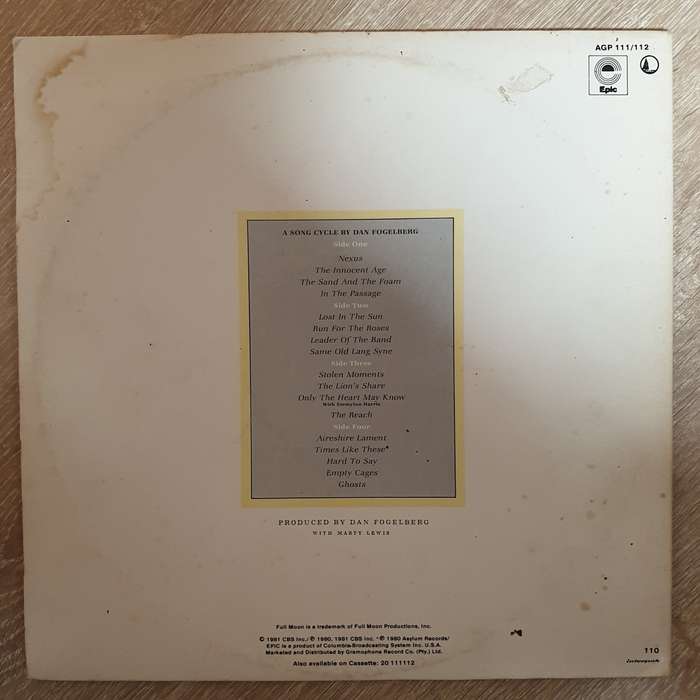 AGP 111/112
Epic
A SONG CYCLE BY DAN FOGELBERG
Side One
Nexus
The Innocent Age
The Sand And The Foam
In The Passage
Side Two
Lost In The Sun
Run For The Roses
Leader Of The Band
Same Old Lang Syne
Side Three
Stolen Moments
The Lion's Share
Only The Heart May Know
With Emmylou Harris
The Reach
Side Four
Aireshire Lament
Times Like These*
Hard To Say
Empty Cages
Ghosts
PRODUCED BY DAN FOGELBERG
WITH MARTY LEWIS
Full Moon is a trademark of Full Moon Productions, Inc.
© 1981 CBS Inc./ ℗ 1980, 1981 CBS Inc. *℗ 1980 Asylum Records/
EPIC is a product of Columbia-Broadcasting System Inc. U.S.A.
Marketed and Distributed by Gramophone Record Co. (Pty.) Ltd.
Also available on Cassette: 20 111112
110